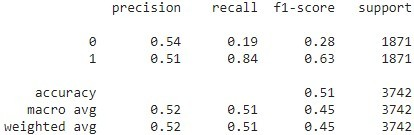 precision recall f1-score support
0 0.54 0.19 0.28 1871
1 0.51 0.84 0.63 1871
accuracy 0.51 3742
macro avg 0.52 0.51 0.45 3742
weighted avg 0.52 0.51 0.45 3742